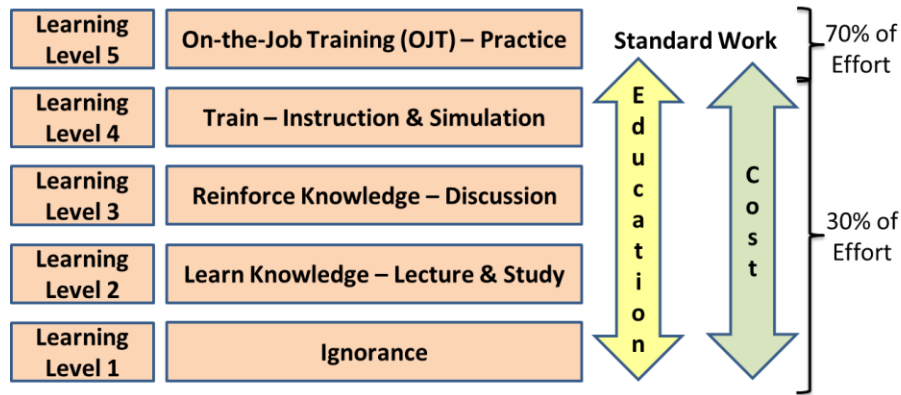 Learning
Level 5
On-the-Job Training (OJT) – Practice
Standard Work
70% of
Effort
Learning
Level 4
Train – Instruction & Simulation
Learning
Level 3
Reinforce Knowledge – Discussion
Learning
Level 2
Learn Knowledge – Lecture & Study
Learning
Level 1
Ignorance
Education
Cost
30% of
Effort